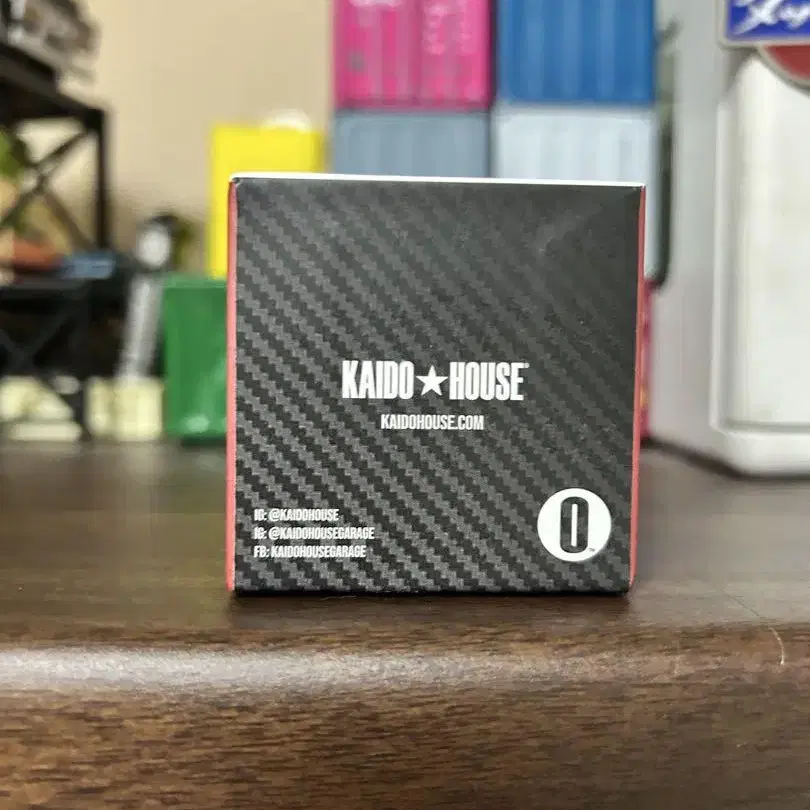 KAIDO★HOUSE
KAIDOHOUSE.COM
IG: @KAIDOHOUSE
IG: @KAIDOHOUSEGARAGE
FB: KAIDOHOUSEGARAGE
0